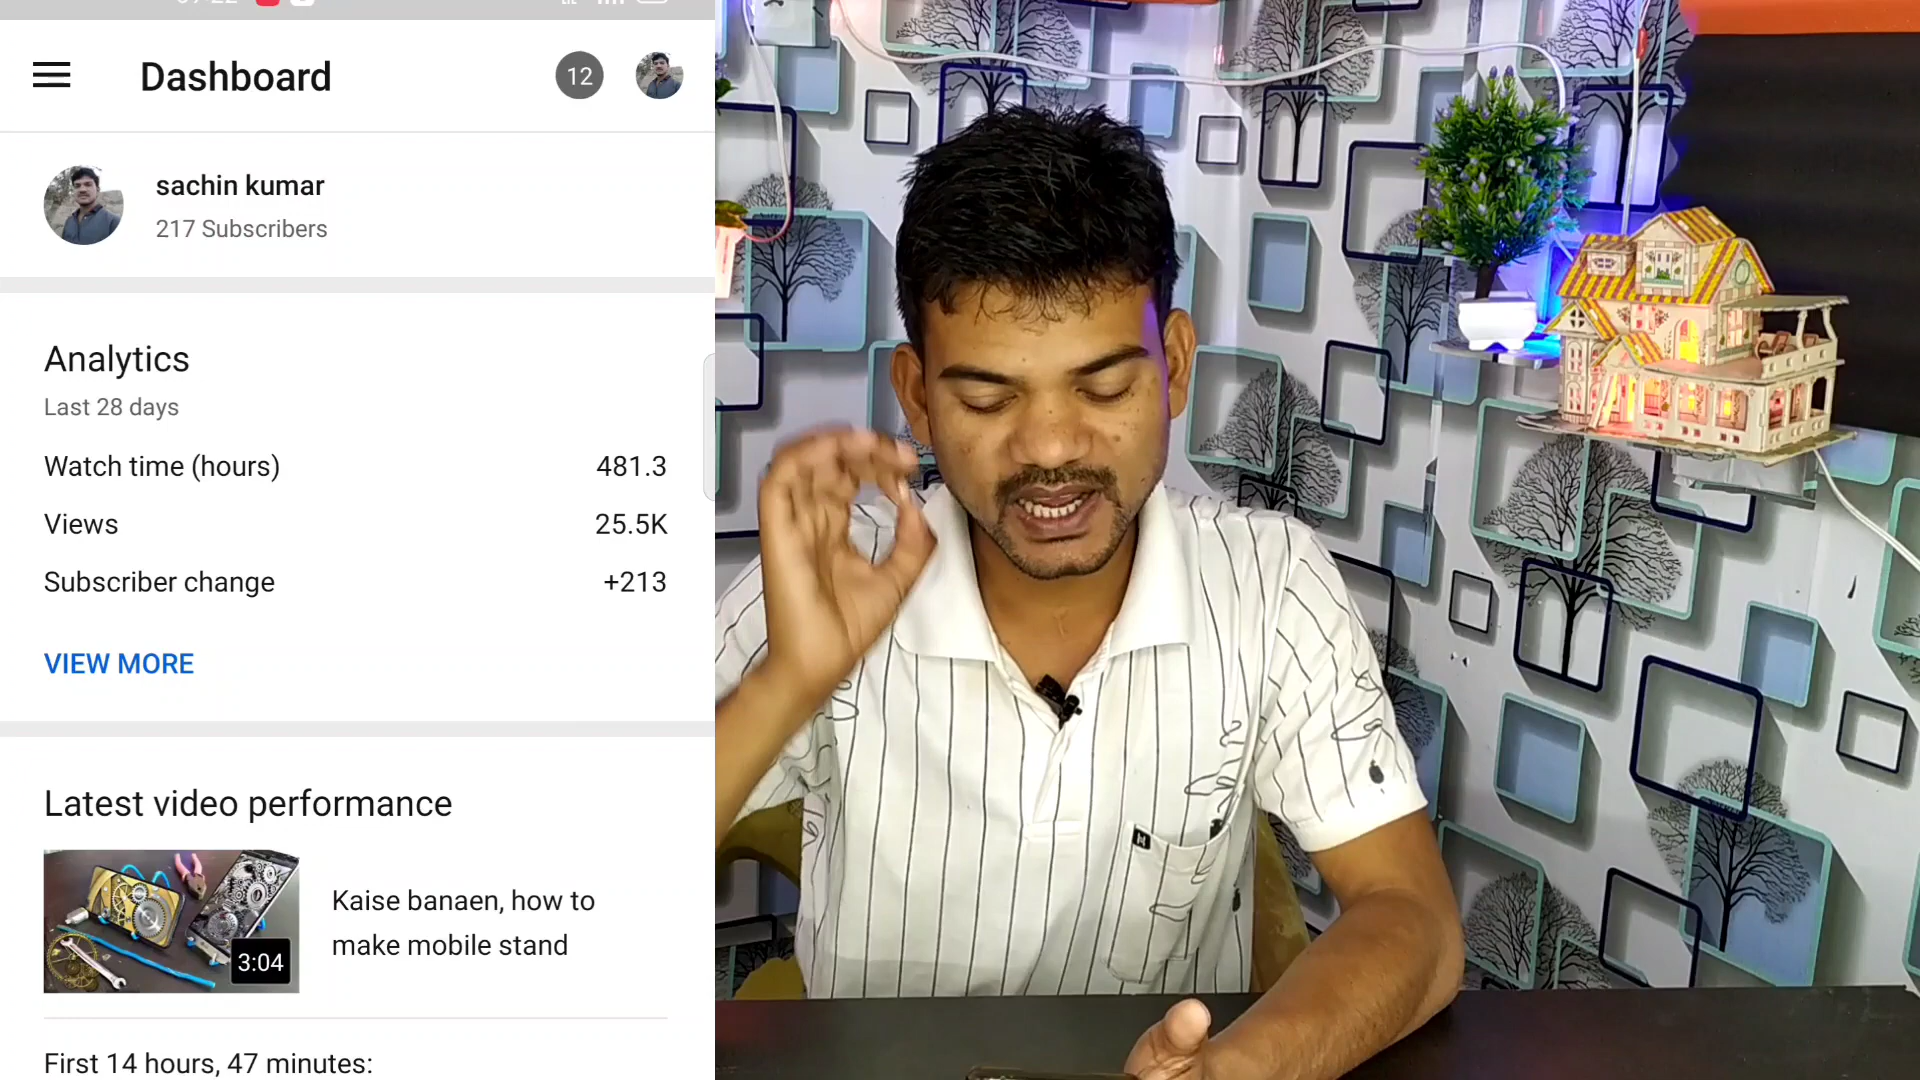 Dashboard
12
sachin kumar
217 Subscribers
Analytics
Last 28 days
Watch time (hours) 481.3
Views 25.5K
Subscriber change +213
VIEW MORE
Latest video performance
3:04
Kaise banaen, how to
make mobile stand
First 14 hours, 47 minutes: